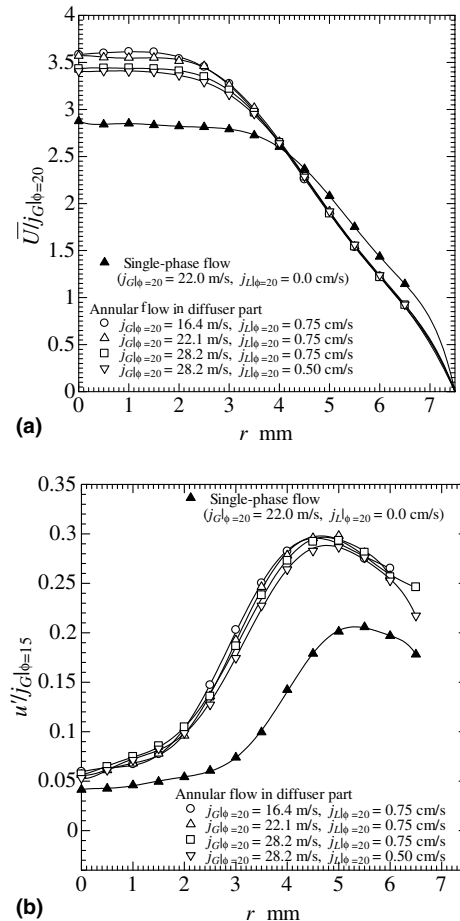 4
3.5
3
2.5
2
1.5
1
0.5
0
U̅/j_G|ϕ=20
▲ Single-phase flow
(j_G|ϕ=20 = 22.0 m/s, j_L|ϕ=20 = 0.0 cm/s)
Annular flow in diffuser part
○ j_G|ϕ=20 = 16.4 m/s, j_L|ϕ=20 = 0.75 cm/s
△ j_G|ϕ=20 = 22.1 m/s, j_L|ϕ=20 = 0.75 cm/s
□ j_G|ϕ=20 = 28.2 m/s, j_L|ϕ=20 = 0.75 cm/s
▽ j_G|ϕ=20 = 28.2 m/s, j_L|ϕ=20 = 0.50 cm/s
0 1 2 3 4 5 6 7
(a) r mm
0.35
0.3
0.25
0.2
0.15
0.1
0.05
0
u'/j_G|ϕ=15
▲ Single-phase flow
(j_G|ϕ=20 = 22.0 m/s, j_L|ϕ=20 = 0.0 cm/s)
Annular flow in diffuser part
○ j_G|ϕ=20 = 16.4 m/s, j_L|ϕ=20 = 0.75 cm/s
△ j_G|ϕ=20 = 22.1 m/s, j_L|ϕ=20 = 0.75 cm/s
□ j_G|ϕ=20 = 28.2 m/s, j_L|ϕ=20 = 0.75 cm/s
▽ j_G|ϕ=20 = 28.2 m/s, j_L|ϕ=20 = 0.50 cm/s
0 1 2 3 4 5 6 7
(b) r mm